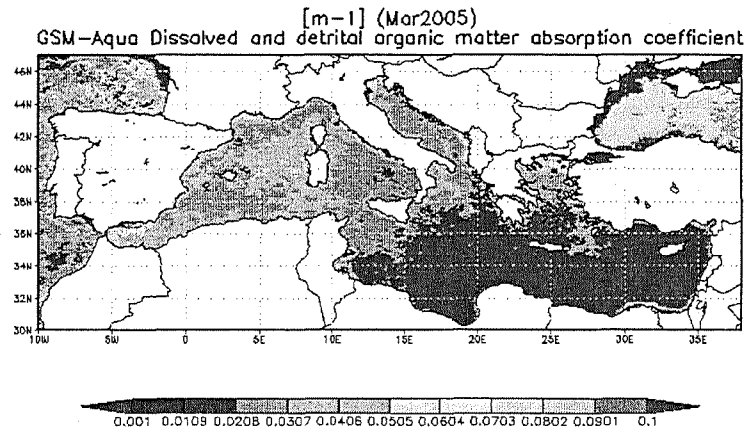 [m-1] (Mar2005)
GSM-Aqua Dissolved and detrital organic matter absorption coefficient
46N
44N
42N
40N
38N
36N
34N
32N
30N
10W 5W 0 5E 10E 15E 20E 25E 30E 35E
0.001 0.0109 0.0208 0.0307 0.0406 0.0505 0.0604 0.0703 0.0802 0.0901 0.1